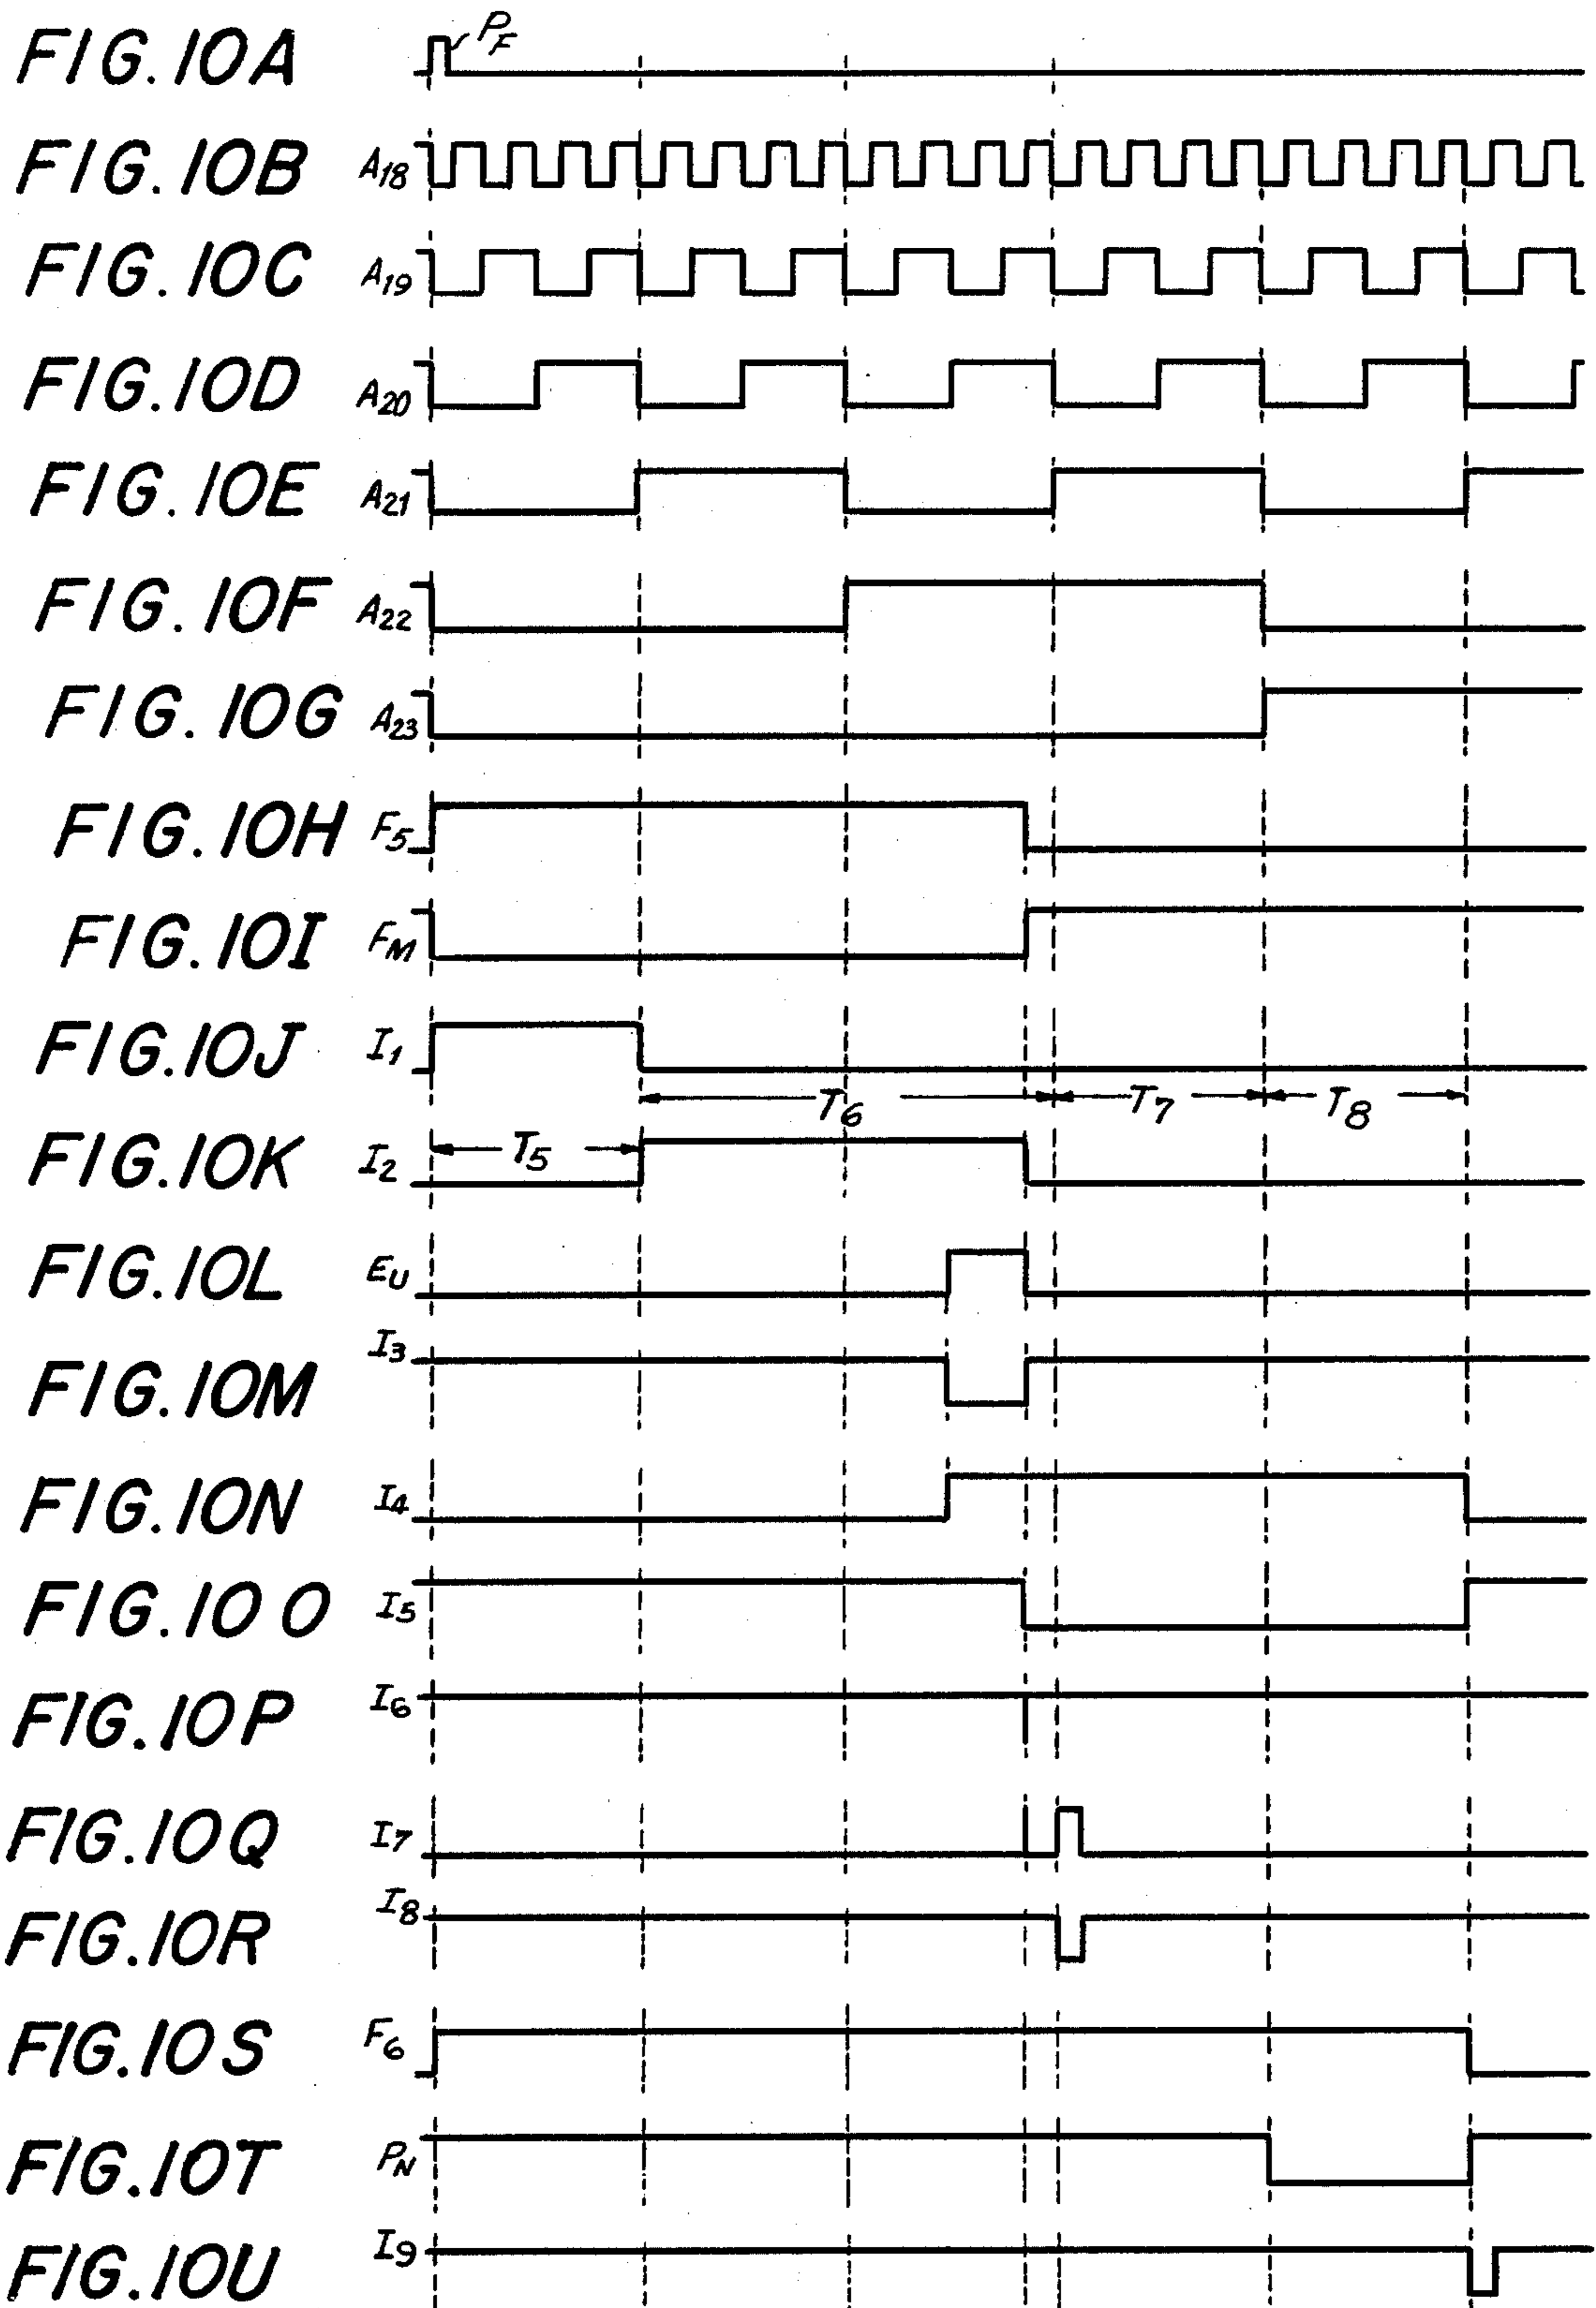 FIG. 10A P_F
FIG. 10B A18
FIG. 10C A19
FIG. 10D A20
FIG. 10E A21
FIG. 10F A22
FIG. 10G A23
FIG. 10H F5
FIG. 10I FM
FIG. 10J I1
T6 T7 T8
FIG. 10K I2 T5
FIG. 10L EU
FIG. 10M I3
FIG. 10N I4
FIG. 10 O I5
FIG. 10P I6
FIG. 10Q I7
FIG. 10R I8
FIG. 10S F6
FIG. 10T PN
FIG. 10U I9